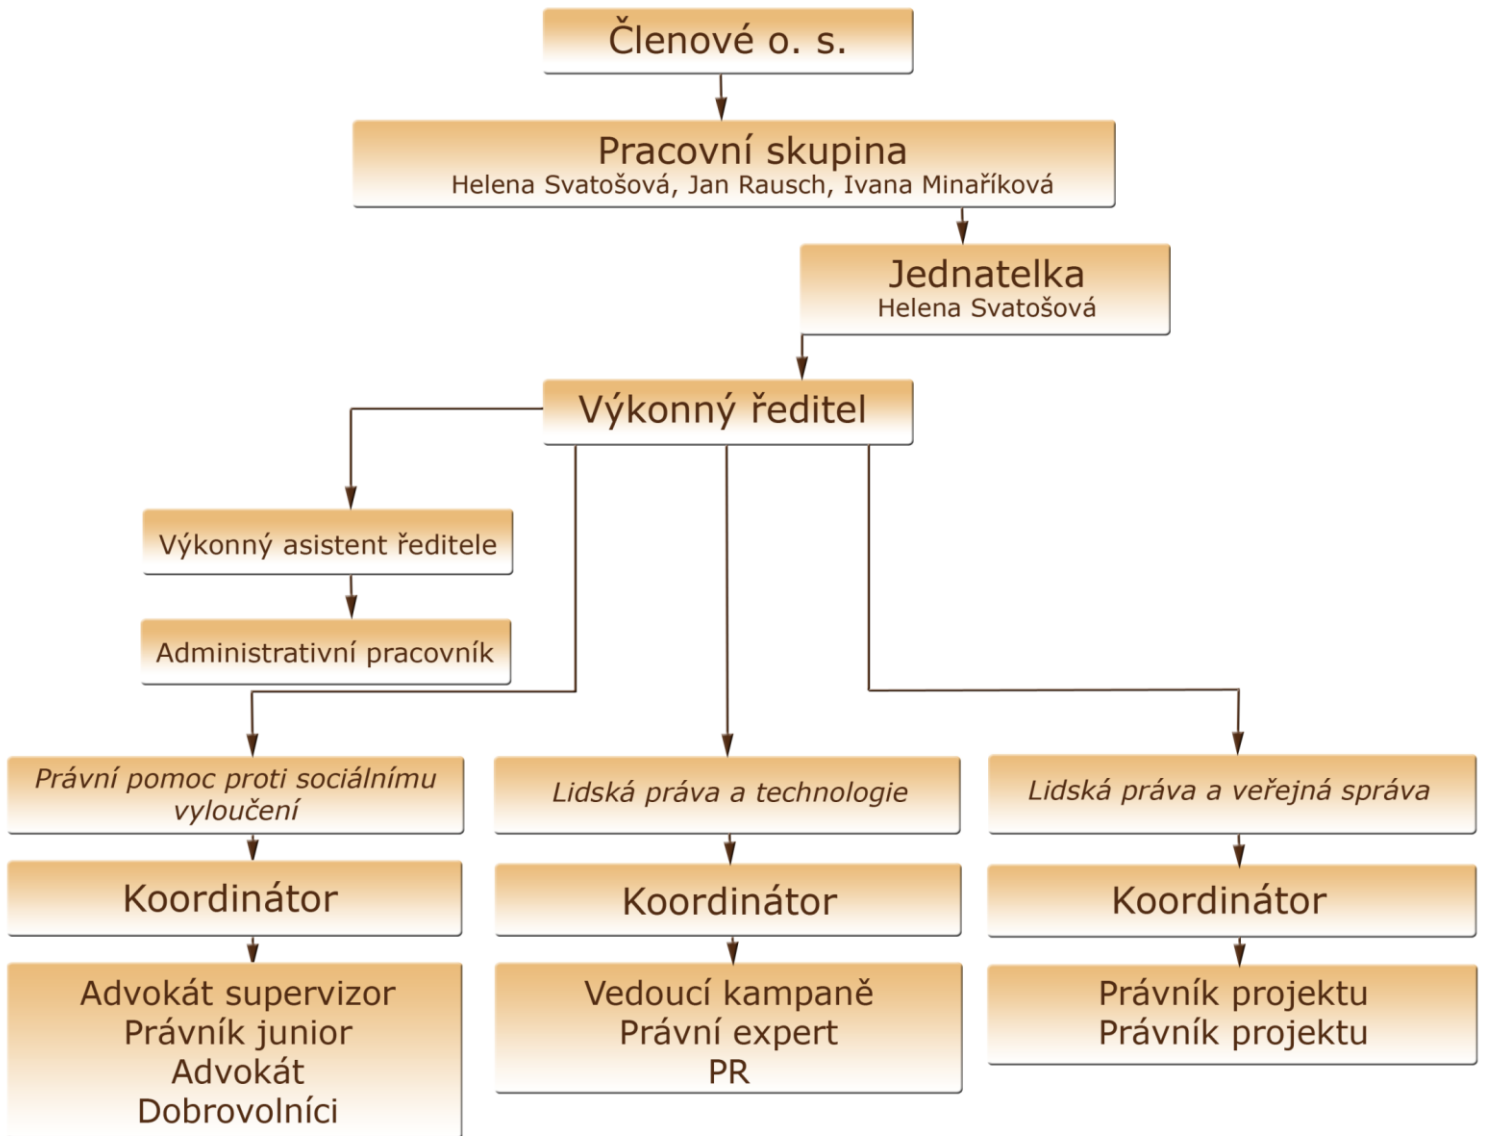 Členové o. s.
Pracovní skupina
Helena Svatošová, Jan Rausch, Ivana Minaříková
Jednatelka
Helena Svatošová
Výkonný ředitel
Výkonný asistent ředitele
Administrativní pracovník
Právní pomoc proti sociálnímu
vyloučení
Lidská práva a technologie
Lidská práva a veřejná správa
Koordinátor
Koordinátor
Koordinátor
Advokát supervizor
Právník junior
Advokát
Dobrovolníci
Vedoucí kampaně
Právní expert
PR
Právník projektu
Právník projektu